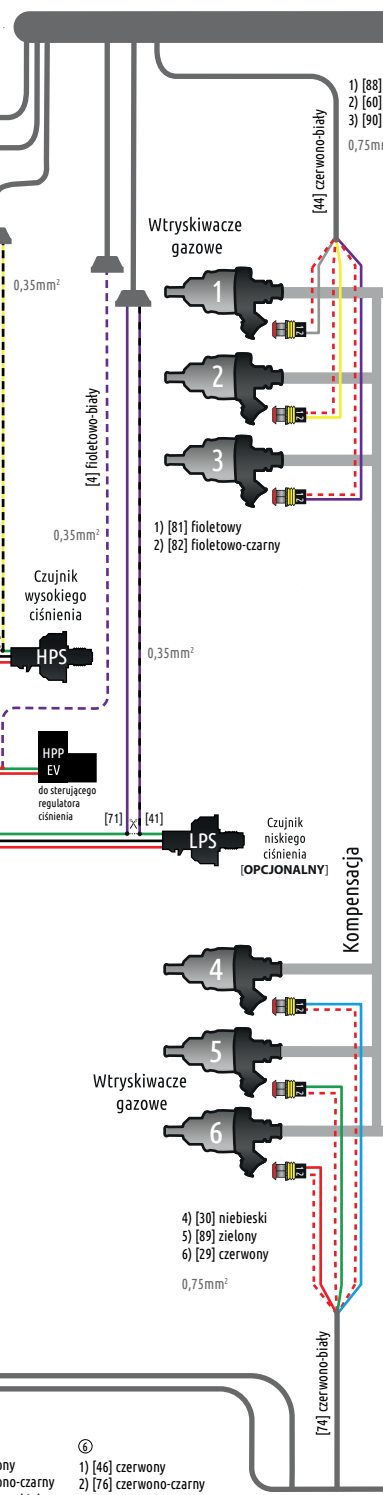 1) [88]
2) [60]
3) [90]
0,75mm
[44] czerwono-biały
Wtryskiwacze
gazowe
0,35mm²
1
2
3
[4] fioletowo-biały
1) [81] fioletowy
2) [82] fioletowo-czarny
0,35mm²
Czujnik
wysokiego
ciśnienia
HPS
0,35mm²
HPP
EV
do sterującego
regulatora
ciśnienia
[71]
[41]
LPS
Czujnik
niskiego
ciśnienia
[OPCJONALNY]
Kompensacja
4
5
Wtryskiwacze
gazowe
6
4) [30] niebieski
5) [89] zielony
6) [29] czerwony
0,75mm²
[74] czerwono-biały
6
1) [46] czerwony
2) [76] czerwono-czarny
ono-czarny